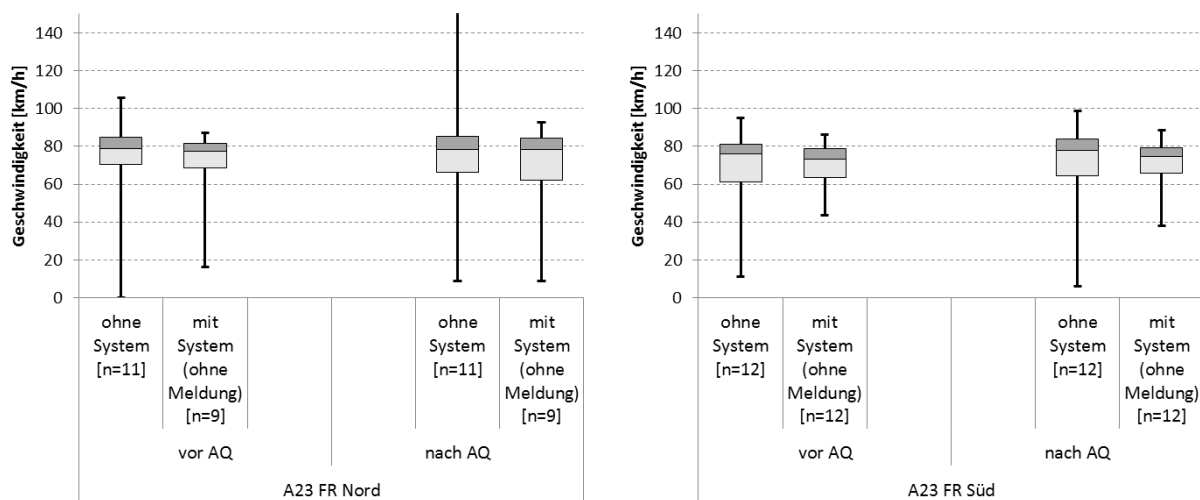 Geschwindigkeit [km/h]
140
120
100
80
60
40
20
0
ohne
System
[n=11]
mit
System
(ohne
Meldung)
[n=9]
ohne
System
[n=11]
mit
System
(ohne
Meldung)
[n=9]
vor AQ
nach AQ
A23 FR Nord
Geschwindigkeit [km/h]
140
120
100
80
60
40
20
0
ohne
System
[n=12]
mit
System
(ohne
Meldung)
[n=12]
ohne
System
[n=12]
mit
System
(ohne
Meldung)
[n=12]
vor AQ
nach AQ
A23 FR Süd